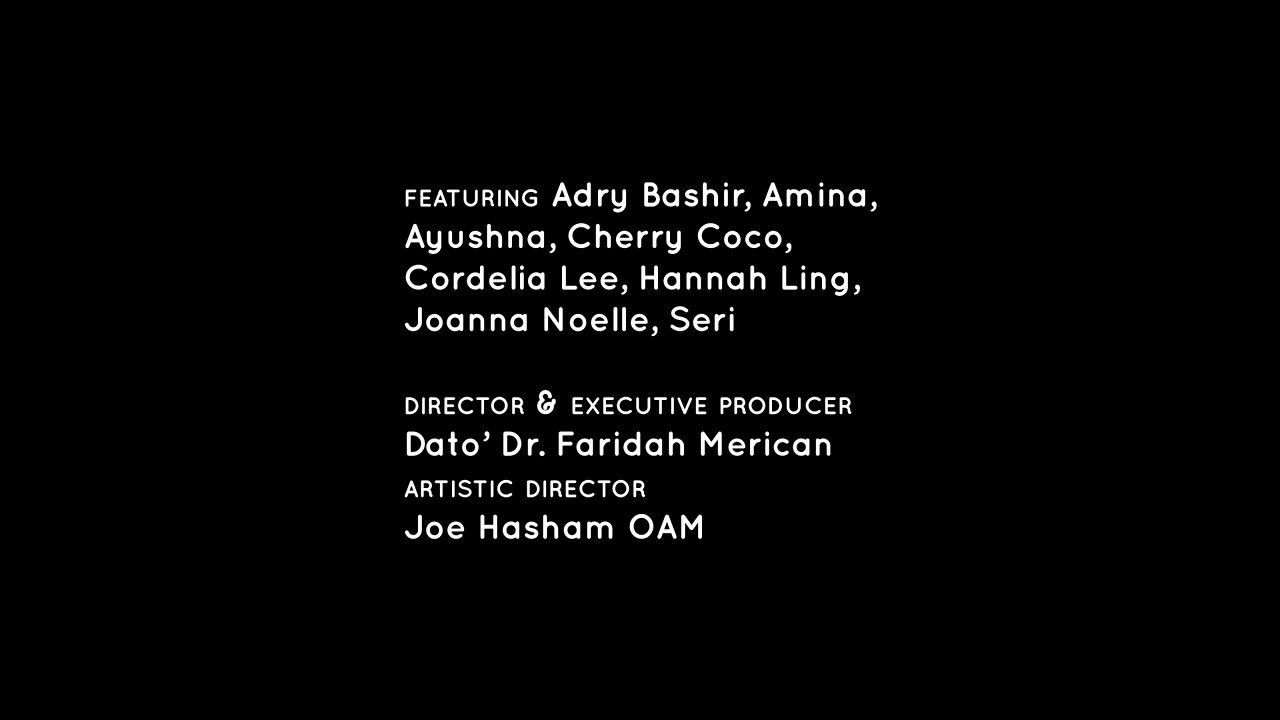 FEATURING Adry Bashir, Amina,
Ayushna, Cherry Coco,
Cordelia Lee, Hannah Ling,
Joanna Noelle, Seri
DIRECTOR & EXECUTIVE PRODUCER
Dato’ Dr. Faridah Merican
ARTISTIC DIRECTOR
Joe Hasham OAM